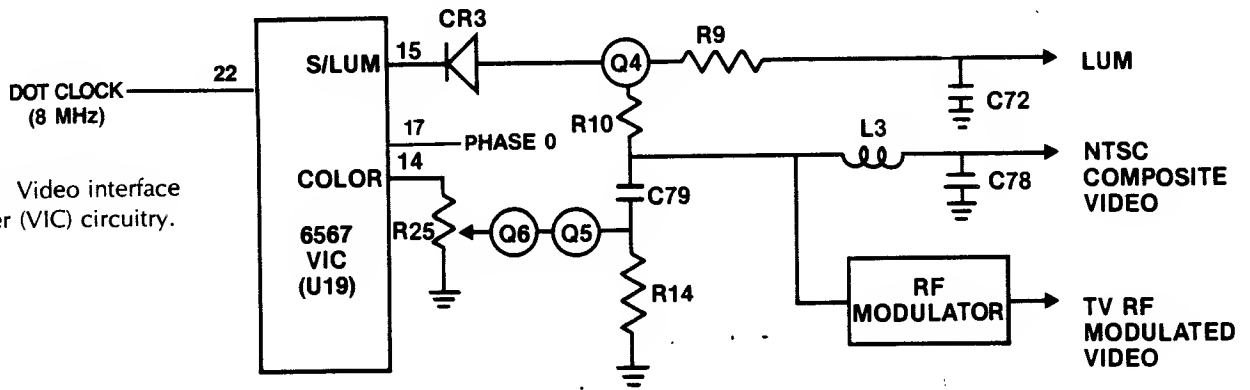 CR3
R9
S/LUM
15
Q4
LUM
22
DOT CLOCK
(8 MHz)
C72
R10
17
PHASE 0
L3
14
NTSC
COMPOSITE
VIDEO
COLOR
C79
C78
Video interface
er (VIC) circuitry.
6567
VIC
(U19)
R25
Q6
Q5
R14
RF
MODULATOR
TV RF
MODULATED
VIDEO